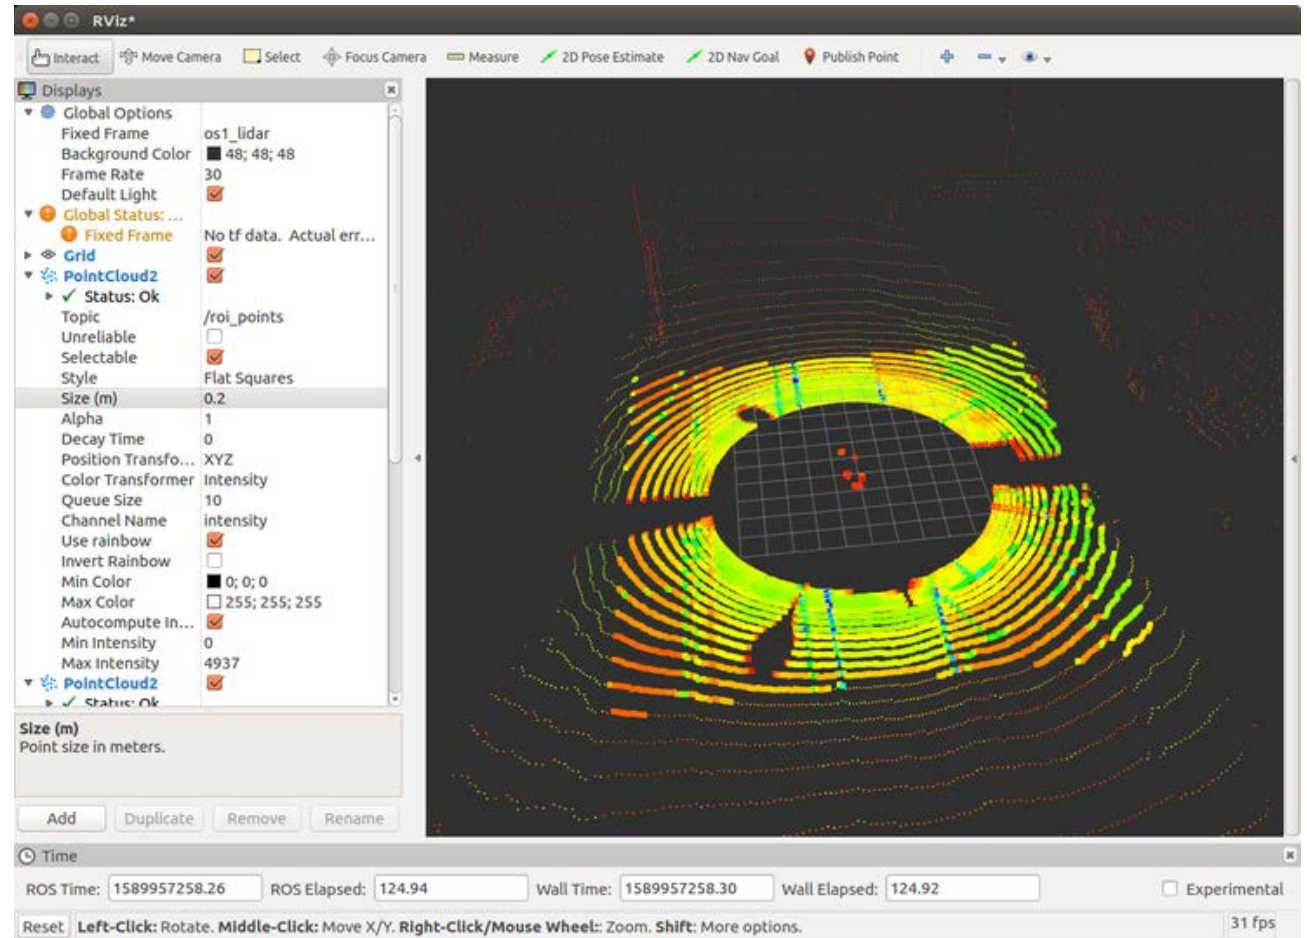 RViz*
Interact Move Camera Select Focus Camera Measure 2D Pose Estimate 2D Nav Goal Publish Point
Displays
Global Options
Fixed Frame os1_lidar
Background Color 48; 48; 48
Frame Rate 30
Default Light
Global Status: ...
Fixed Frame No tf data. Actual err...
Grid
PointCloud2
Status: Ok
Topic /roi_points
Unreliable
Selectable
Style Flat Squares
Size (m) 0.2
Alpha 1
Decay Time 0
Position Transfo... XYZ
Color Transformer Intensity
Queue Size 10
Channel Name intensity
Use rainbow
Invert Rainbow
Min Color 0; 0; 0
Max Color 255; 255; 255
Autocompute In...
Min Intensity 0
Max Intensity 4937
PointCloud2
Status: Ok
Size (m)
Point size in meters.
Add Duplicate Remove Rename
Time
ROS Time: 1589957258.26 ROS Elapsed: 124.94 Wall Time: 1589957258.30 Wall Elapsed: 124.92 Experimental
Reset Left-Click: Rotate. Middle-Click: Move X/Y. Right-Click/Mouse Wheel:: Zoom. Shift: More options. 31 fps